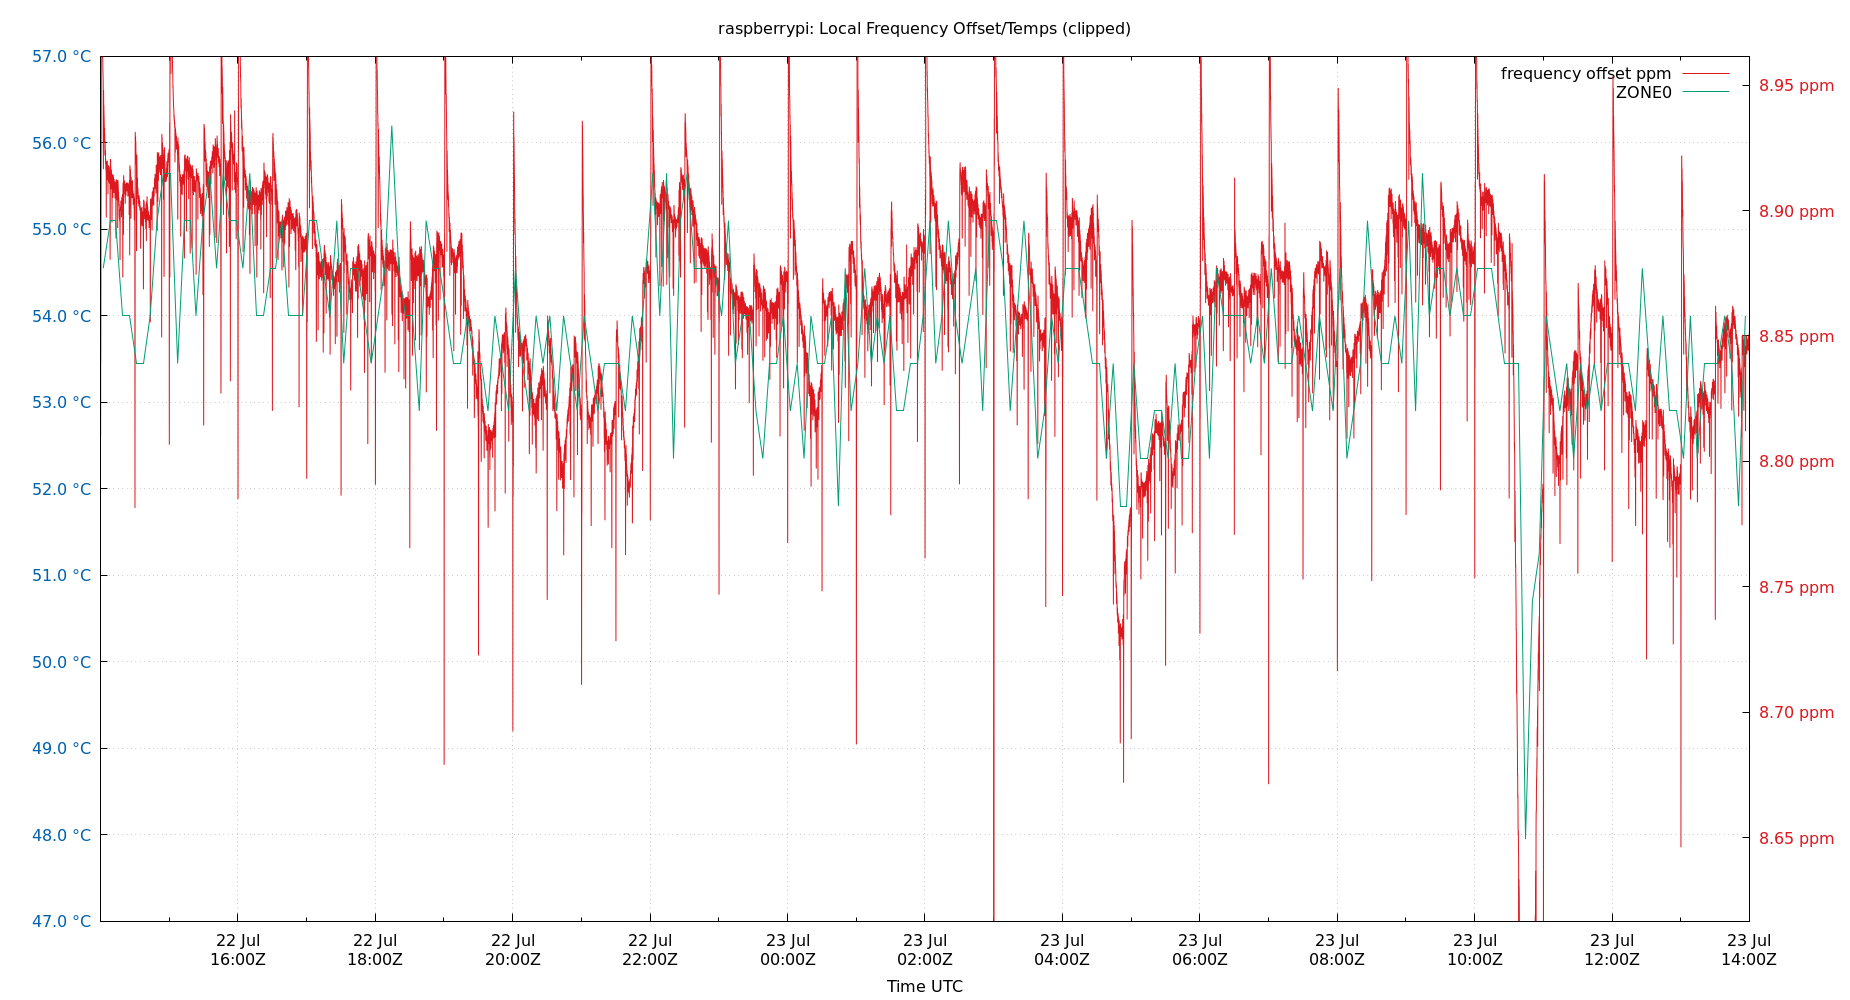 raspberrypi: Local Frequency Offset/Temps (clipped)
frequency offset ppm
ZONE0
57.0 °C
56.0 °C
55.0 °C
54.0 °C
53.0 °C
52.0 °C
51.0 °C
50.0 °C
49.0 °C
48.0 °C
47.0 °C
8.95 ppm
8.90 ppm
8.85 ppm
8.80 ppm
8.75 ppm
8.70 ppm
8.65 ppm
22 Jul
16:00Z
22 Jul
18:00Z
22 Jul
20:00Z
22 Jul
22:00Z
23 Jul
00:00Z
23 Jul
02:00Z
23 Jul
04:00Z
23 Jul
06:00Z
23 Jul
08:00Z
23 Jul
10:00Z
23 Jul
12:00Z
23 Jul
14:00Z
Time UTC